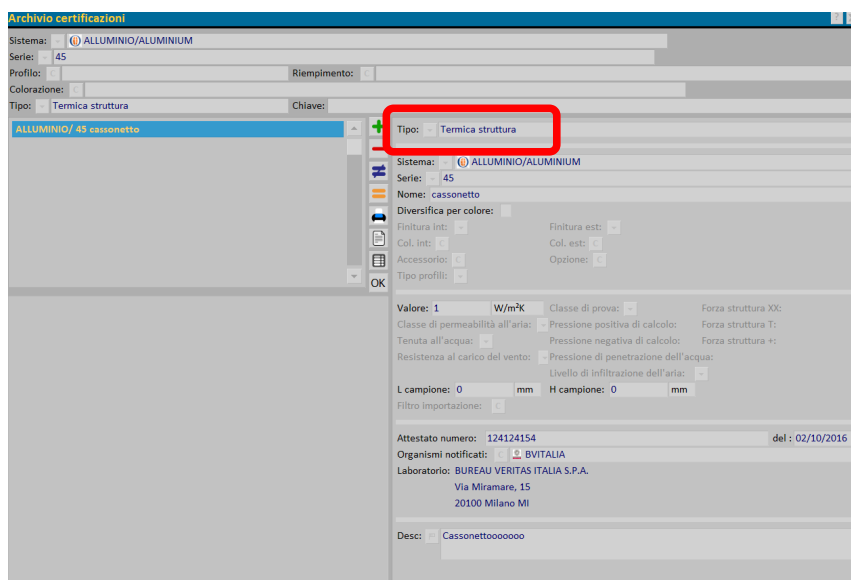 Archivio certificazioni ?
Sistema: ALLUMINIO/ALUMINIUM
Serie: 45
Profilo: C Riempimento: C
Colorazione: C
Tipo: Termica struttura Chiave:
ALLUMINIO/ 45 cassonetto
OK
Tipo: Termica struttura
Sistema: ALLUMINIO/ALUMINIUM
Serie: 45
Nome: cassonetto
Diversifica per colore:
Finitura int: Finitura est:
Col. int: C Col. est: C
Accessorio: C Opzione: C
Tipo profili:
Valore: 1 W/m²K Classe di prova: Forza struttura XX:
Classe di permeabilità all'aria: Pressione positiva di calcolo: Forza struttura T:
Tenuta all'acqua: Pressione negativa di calcolo: Forza struttura +:
Resistenza al carico del vento: Pressione di penetrazione dell'acqua:
Livello di infiltrazione dell'aria:
L campione: 0 mm H campione: 0 mm
Filtro importazione: C
Attestato numero: 124124154 del : 02/10/2016
Organismi notificati: C BVITALIA
Laboratorio: BUREAU VERITAS ITALIA S.P.A.
Via Miramare, 15
20100 Milano MI
Desc: Cassonettooooooo